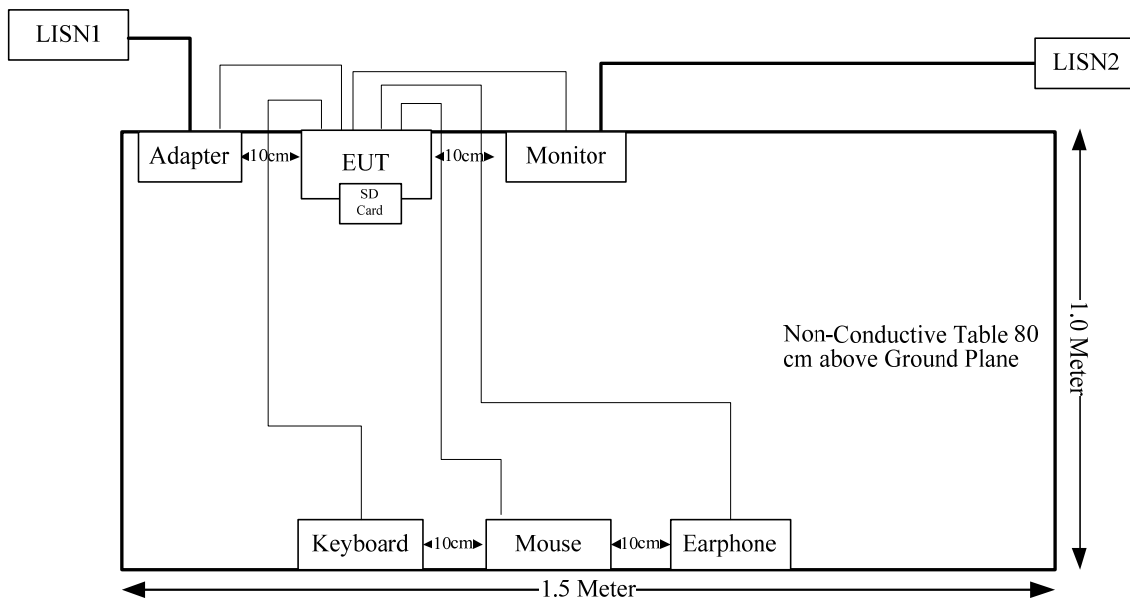 LISN1
LISN2
Adapter
10cm
EUT
10cm
Monitor
SD
Card
Non-Conductive Table 80
cm above Ground Plane
1.0 Meter
Keyboard
10cm
Mouse
10cm
Earphone
1.5 Meter